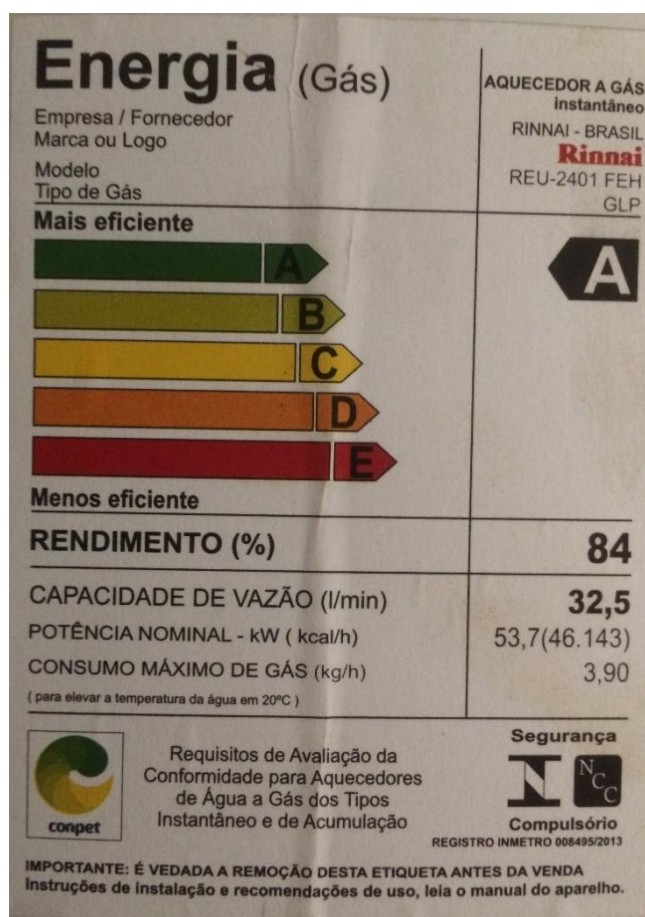 Energia (Gás)
Empresa / Fornecedor
Marca ou Logo
Modelo
Tipo de Gás
AQUECEDOR A GÁS
instantâneo
RINNAI - BRASIL
Rinnai
REU-2401 FEH
GLP
Mais eficiente
A
A
B
C
D
E
Menos eficiente
RENDIMENTO (%) 84
CAPACIDADE DE VAZÃO (l/min) 32,5
POTÊNCIA NOMINAL - kW ( kcal/h) 53,7(46.143)
CONSUMO MÁXIMO DE GÁS (kg/h) 3,90
( para elevar a temperatura da água em 20ºC )
conpet
Requisitos de Avaliação da
Conformidade para Aquecedores
de Água a Gás dos Tipos
Instantâneo e de Acumulação
Segurança
NCC
Compulsório
REGISTRO INMETRO 008495/2013
IMPORTANTE: É VEDADA A REMOÇÃO DESTA ETIQUETA ANTES DA VENDA
Instruções de instalação e recomendações de uso, leia o manual do aparelho.